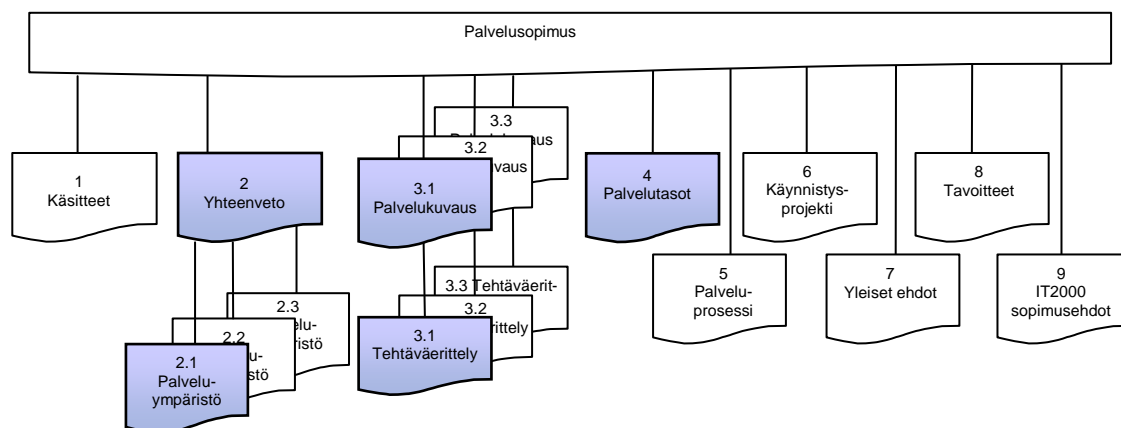 Palvelusopimus
1
Käsitteet
2
Yhteenveto
2.1
Palvelu-
ympäristö
2.2
2.3
3.1
Palvelukuvaus
3.2
3.3
3.1
Tehtäväerittely
3.2
3.3 Tehtäväerit-
4
Palvelutasot
5
Palvelu-
prosessi
6
Käynnistys-
projekti
7
Yleiset ehdot
8
Tavoitteet
9
IT2000
sopimusehdot